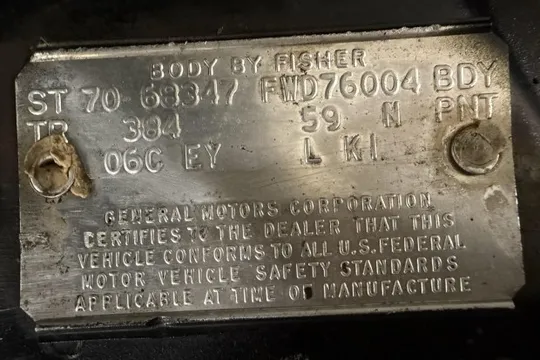 BODY BY FISHER
ST 70-68347 FWD76004 BDY
TR 384 59 N PNT
06C EY L KI
GENERAL MOTORS CORPORATION
CERTIFIES TO THE DEALER THAT THIS
VEHICLE CONFORMS TO ALL U.S. FEDERAL
MOTOR VEHICLE SAFETY STANDARDS
APPLICABLE AT TIME OF MANUFACTURE